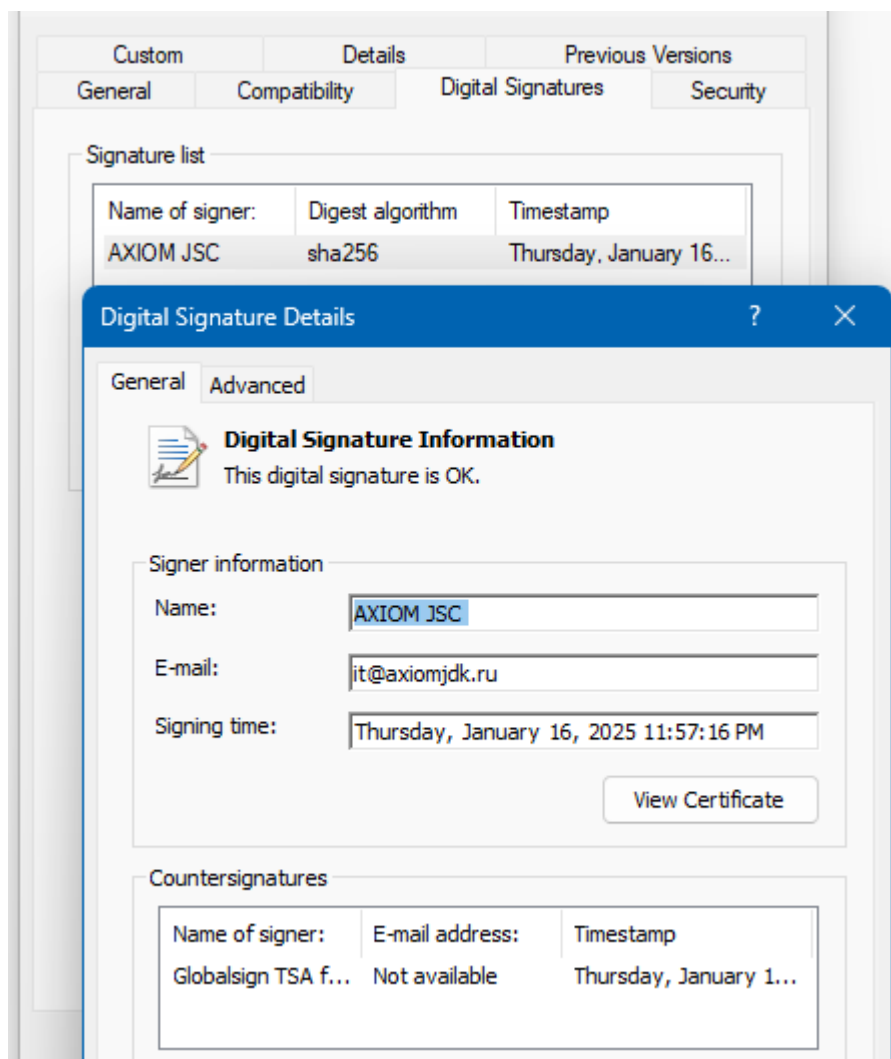 Custom Details Previous Versions
General Compatibility Digital Signatures Security
Signature list
Name of signer: Digest algorithm Timestamp
AXIOM JSC sha256 Thursday, January 16...
Digital Signature Details ?
General Advanced
Digital Signature Information
This digital signature is OK.
Signer information
Name: AXIOM JSC
E-mail: it@axiomjdk.ru
Signing time: Thursday, January 16, 2025 11:57:16 PM
View Certificate
Countersignatures
Name of signer: E-mail address: Timestamp
Globalsign TSA f... Not available Thursday, January 1...